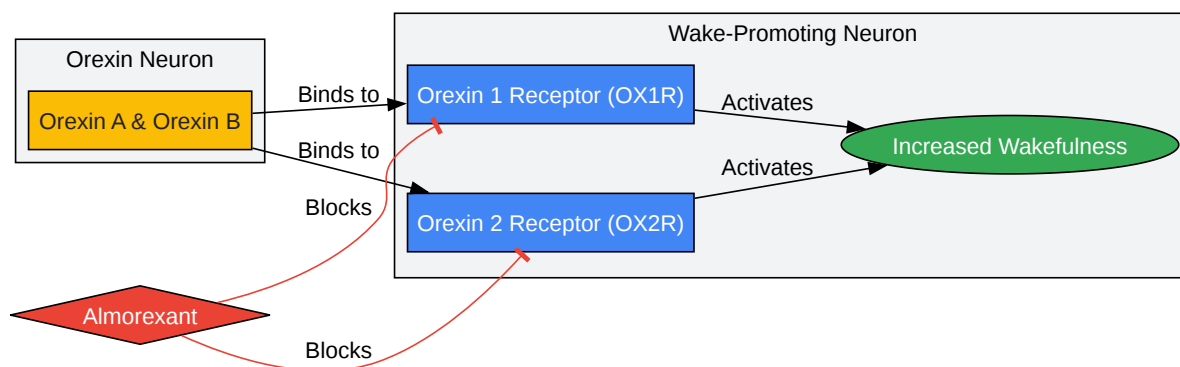 Wake-Promoting Neuron
Orexin Neuron
Orexin A & Orexin B
Binds to
Orexin 1 Receptor (OX1R)
Activates
Increased Wakefulness
Binds to
Activates
Blocks
Orexin 2 Receptor (OX2R)
Almorexant
Blocks